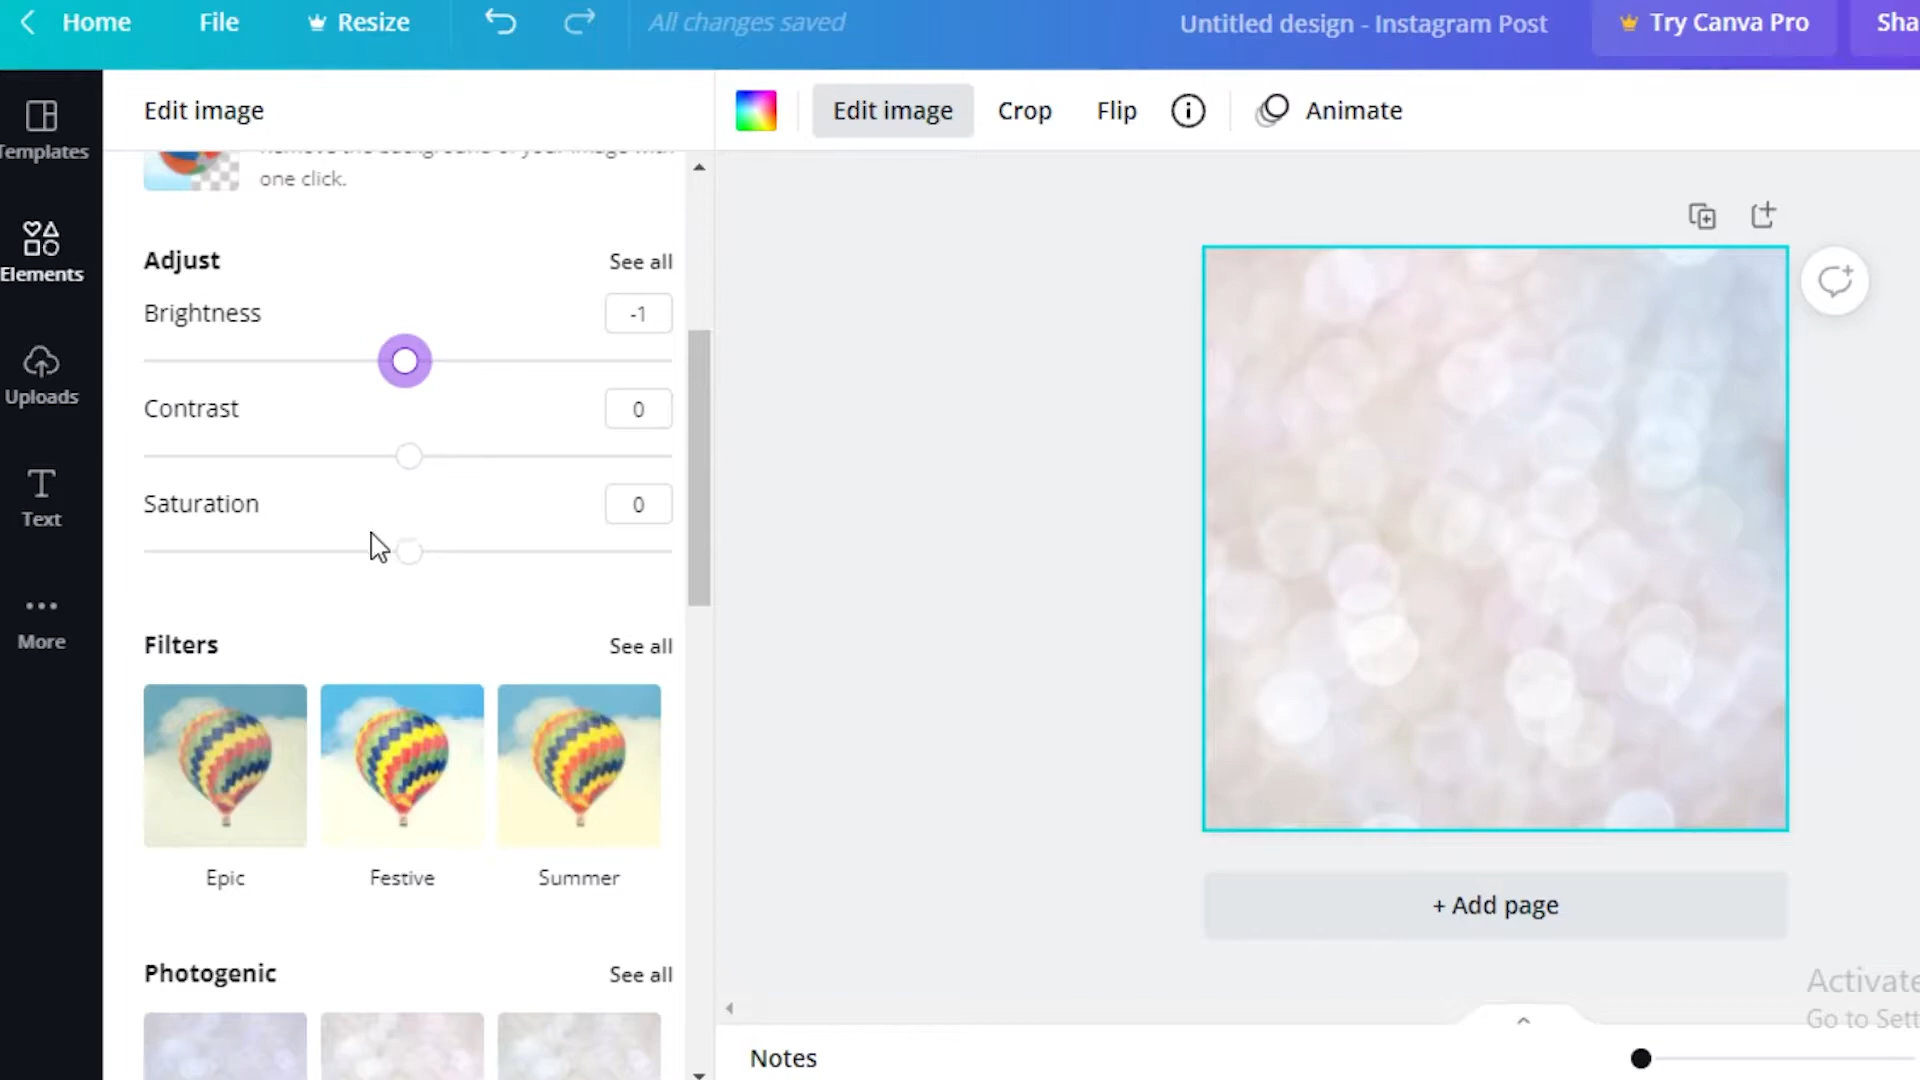 Home
File
Resize
All changes saved
Untitled design - Instagram Post
Try Canva Pro
Sha
Templates
Elements
Uploads
Text
More
Edit image
one click.
Adjust
See all
Brightness
-1
Contrast
0
Saturation
0
Filters
See all
Epic
Festive
Summer
Photogenic
See all
Edit image
Crop
Flip
Animate
+ Add page
Activate
Go to Sett
Notes